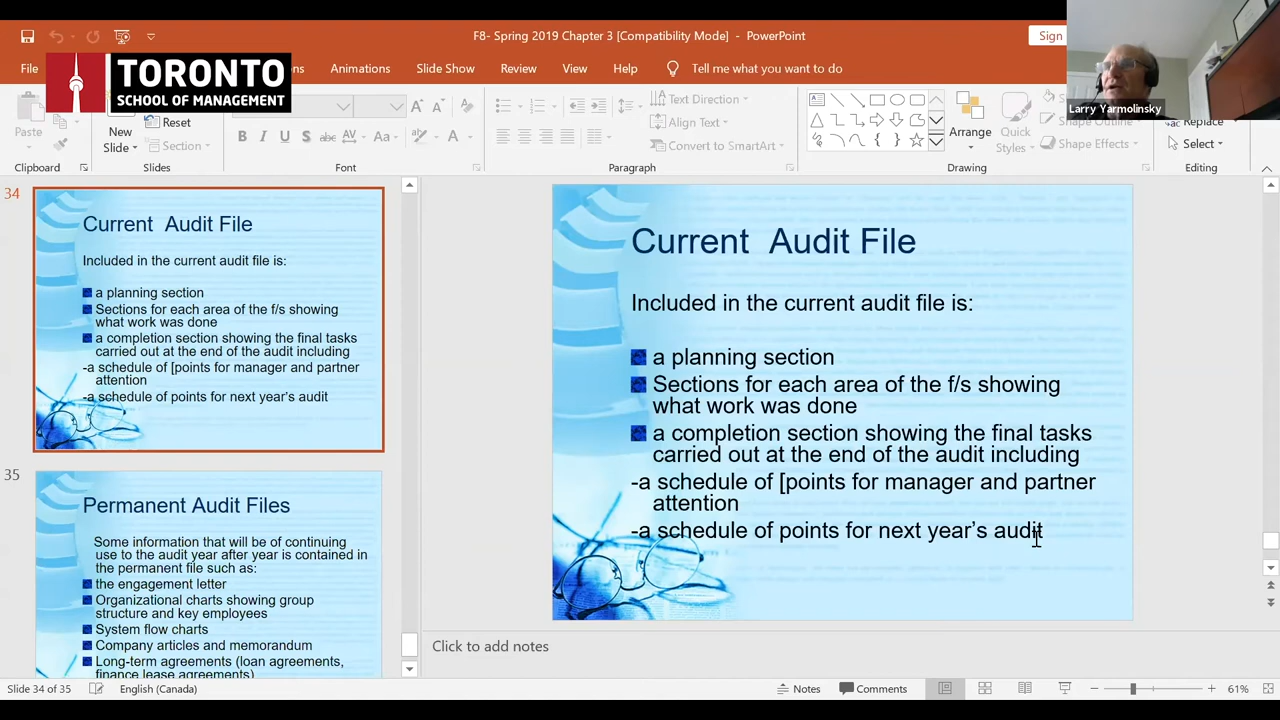 F8- Spring 2019 Chapter 3 [Compatibility Mode] - PowerPoint
Sign
File
Animations
Slide Show
Review
View
Help
Tell me what you want to do
TORONTO
SCHOOL OF MANAGEMENT
Larry Yarmolinsky
Paste
New
Slide
Reset
Section
B I U S abc AV Aa A
Text Direction
Align Text
Convert to SmartArt
Arrange
Quick
Styles
Shape Outline
Shape Effects
Replace
Select
Clipboard
Slides
Font
Paragraph
Drawing
Editing
34
Current Audit File
Included in the current audit file is:
a planning section
Sections for each area of the f/s showing
what work was done
a completion section showing the final tasks
carried out at the end of the audit including
-a schedule of [points for manager and partner
attention
-a schedule of points for next year's audit
35
Permanent Audit Files
Some information that will be of continuing
use to the audit year after year is contained in
the permanent file such as:
the engagement letter
Organizational charts showing group
structure and key employees
System flow charts
Company articles and memorandum
Long-term agreements (loan agreements,
finance lease agreements)
Current Audit File
Included in the current audit file is:
a planning section
Sections for each area of the f/s showing
what work was done
a completion section showing the final tasks
carried out at the end of the audit including
-a schedule of [points for manager and partner
attention
-a schedule of points for next year's audit
Click to add notes
Slide 34 of 35
English (Canada)
Notes
Comments
61%